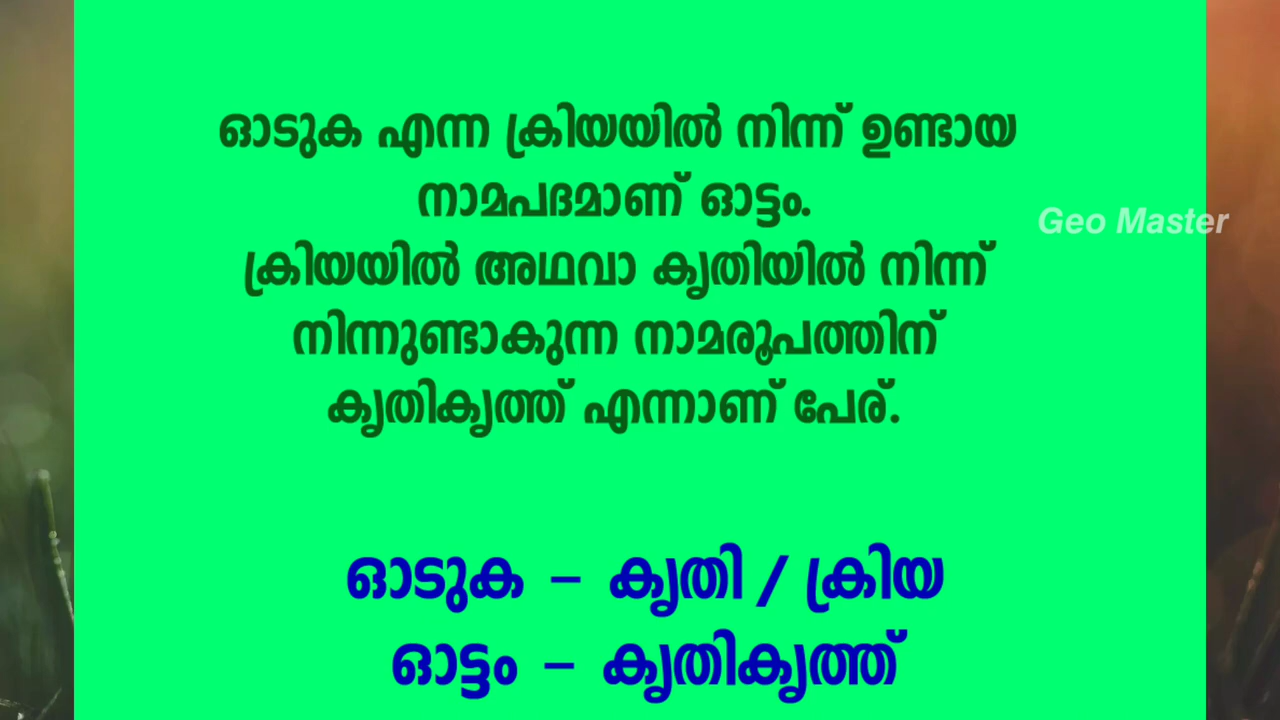 ഓടുക എന്ന ക്രിയയിൽ നിന്ന് ഉണ്ടായ
നാമപദമാണ് ഓട്ടം.
Geo Master
ക്രിയയിൽ അഥവാ കൃതിയിൽ നിന്ന്
നിന്നുണ്ടാകുന്ന നാമരൂപത്തിന്
കൃതികൃത്ത് എന്നാണ് പേര്.
ഓടുക – കൃതി / ക്രിയ
ഓട്ടം – കൃതികൃത്ത്